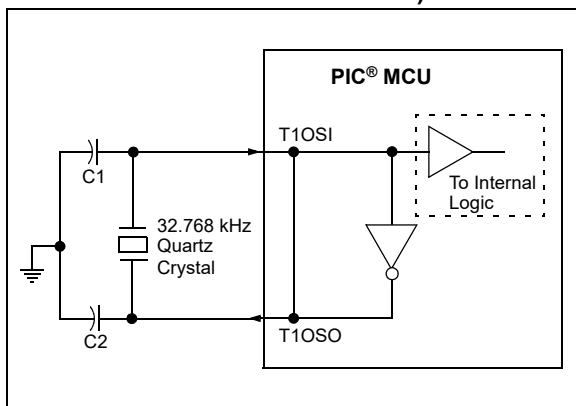 PIC® MCU
T1OSI
C1
To Internal
Logic
32.768 kHz
Quartz
Crystal
T1OSO
C2